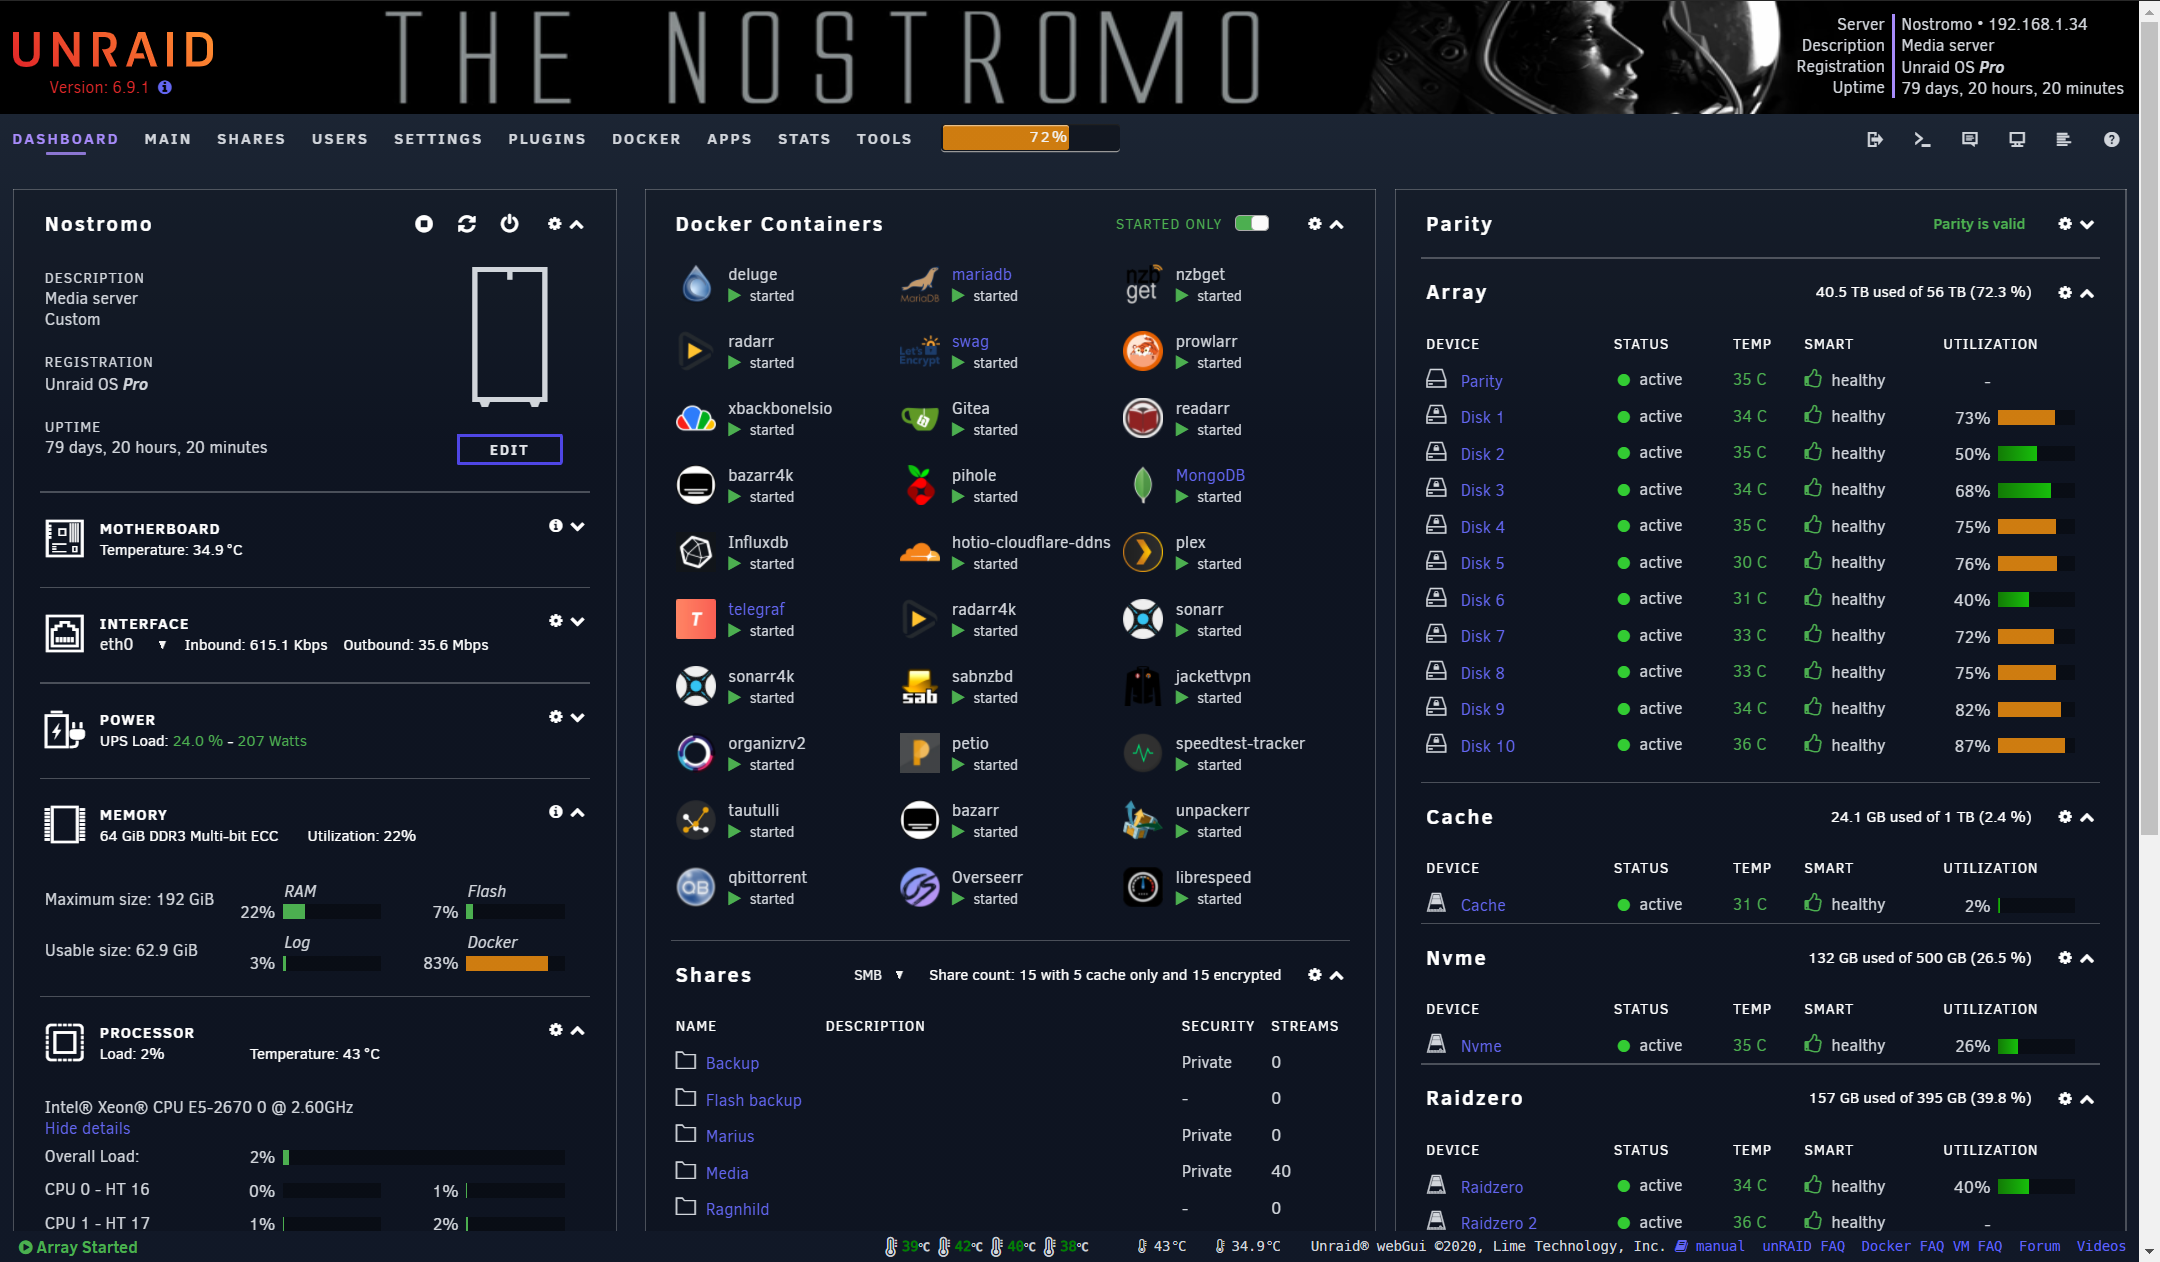 UNRAID
Version: 6.9.1
THE NOSTROMO
Server Nostromo • 192.168.1.34
Description Media server
Registration Unraid OS Pro
Uptime 79 days, 20 hours, 20 minutes
DASHBOARD MAIN SHARES USERS SETTINGS PLUGINS DOCKER APPS STATS TOOLS 72%
Nostromo
DESCRIPTION
Media server
Custom
REGISTRATION
Unraid OS Pro
UPTIME
79 days, 20 hours, 20 minutes
EDIT
MOTHERBOARD
Temperature: 34.9 °C
INTERFACE
eth0 Inbound: 615.1 Kbps Outbound: 35.6 Mbps
POWER
UPS Load: 24.0 % - 207 Watts
MEMORY
64 GiB DDR3 Multi-bit ECC Utilization: 22%
RAM Flash
Maximum size: 192 GiB 22% 7%
Log Docker
Usable size: 62.9 GiB 3% 83%
PROCESSOR
Load: 2% Temperature: 43 °C
Intel® Xeon® CPU E5-2670 0 @ 2.60GHz
Hide details
Overall Load: 2%
CPU 0 - HT 16 0% 1%
CPU 1 - HT 17 1% 2%
Docker Containers STARTED ONLY
deluge MariaDB mariadb nzb get nzbget
started started started
radarr Let's Encrypt swag prowlarr
started started started
xbackbonelsio Gitea readarr
started started started
bazarr4k pihole MongoDB
started started started
Influxdb hotio-cloudflare-ddns plex
started started started
T telegraf radarr4k sonarr
started started started
sonarr4k sab sabnzbd jackettvpn
started started started
organizrv2 P petio speedtest-tracker
started started started
tautulli bazarr unpackerr
started started started
QB qbittorrent OS Overseerr librespeed
started started started
Shares SMB Share count: 15 with 5 cache only and 15 encrypted
NAME DESCRIPTION SECURITY STREAMS
Backup Private 0
Flash backup - 0
Marius Private 0
Media Private 40
Ragnhild - 0
Parity Parity is valid
Array 40.5 TB used of 56 TB (72.3 %)
DEVICE STATUS TEMP SMART UTILIZATION
Parity active 35 C healthy -
Disk 1 active 34 C healthy 73%
Disk 2 active 35 C healthy 50%
Disk 3 active 34 C healthy 68%
Disk 4 active 35 C healthy 75%
Disk 5 active 30 C healthy 76%
Disk 6 active 31 C healthy 40%
Disk 7 active 33 C healthy 72%
Disk 8 active 33 C healthy 75%
Disk 9 active 34 C healthy 82%
Disk 10 active 36 C healthy 87%
Cache 24.1 GB used of 1 TB (2.4 %)
DEVICE STATUS TEMP SMART UTILIZATION
Cache active 31 C healthy 2%
Nvme 132 GB used of 500 GB (26.5 %)
DEVICE STATUS TEMP SMART UTILIZATION
Nvme active 35 C healthy 26%
Raidzero 157 GB used of 395 GB (39.8 %)
DEVICE STATUS TEMP SMART UTILIZATION
Raidzero active 34 C healthy 40%
Raidzero 2 active 36 C healthy -
Array Started 39°C 42°C 40°C 38°C 43°C 34.9°C Unraid® webGui ©2020, Lime Technology, Inc. manual unRAID FAQ Docker FAQ VM FAQ Forum Videos